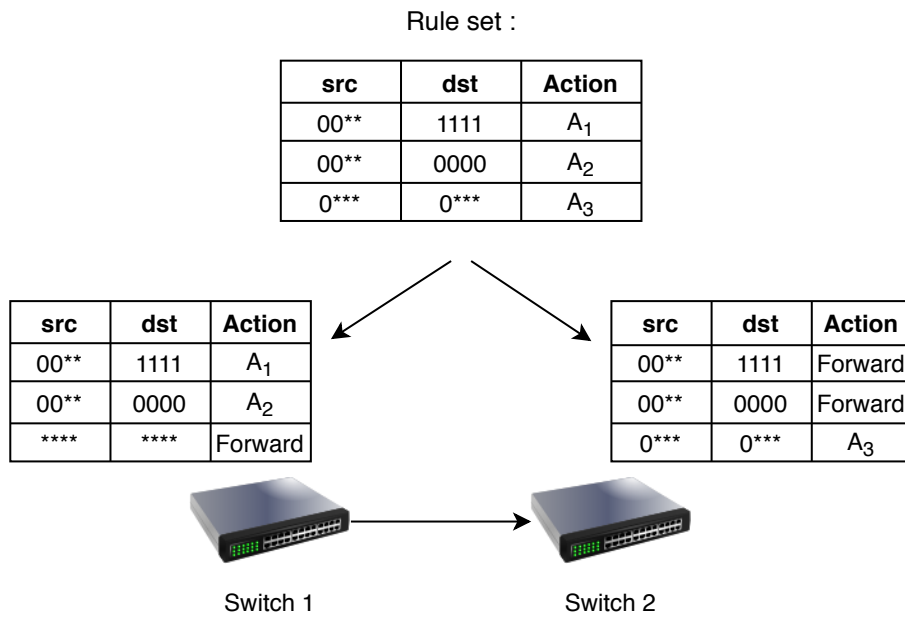 Rule set :
src dst Action
00** 1111 A₁
00** 0000 A₂
0*** 0*** A₃
src dst Action
00** 1111 A₁
00** 0000 A₂
**** **** Forward
src dst Action
00** 1111 Forward
00** 0000 Forward
0*** 0*** A₃
Switch 1
Switch 2